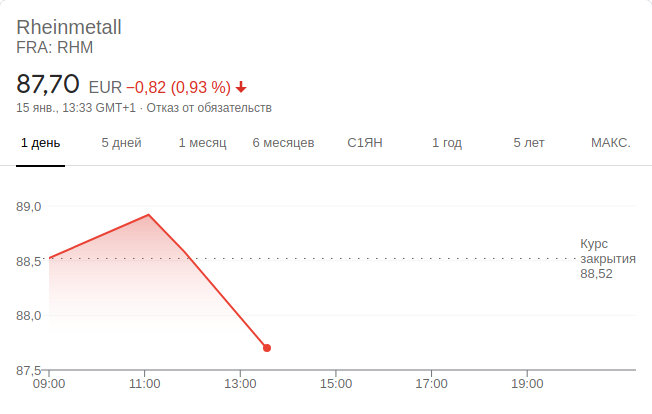 Rheinmetall
FRA: RHM
87,70 EUR −0,82 (0,93 %)
15 янв., 13:33 GMT+1 · Отказ от обязательств
1 день 5 дней 1 месяц 6 месяцев С1ЯН 1 год 5 лет МАКС.
89,0
Курс
88,5 закрытия
88,52
88,0
87,5
09:00 11:00 13:00 15:00 17:00 19:00